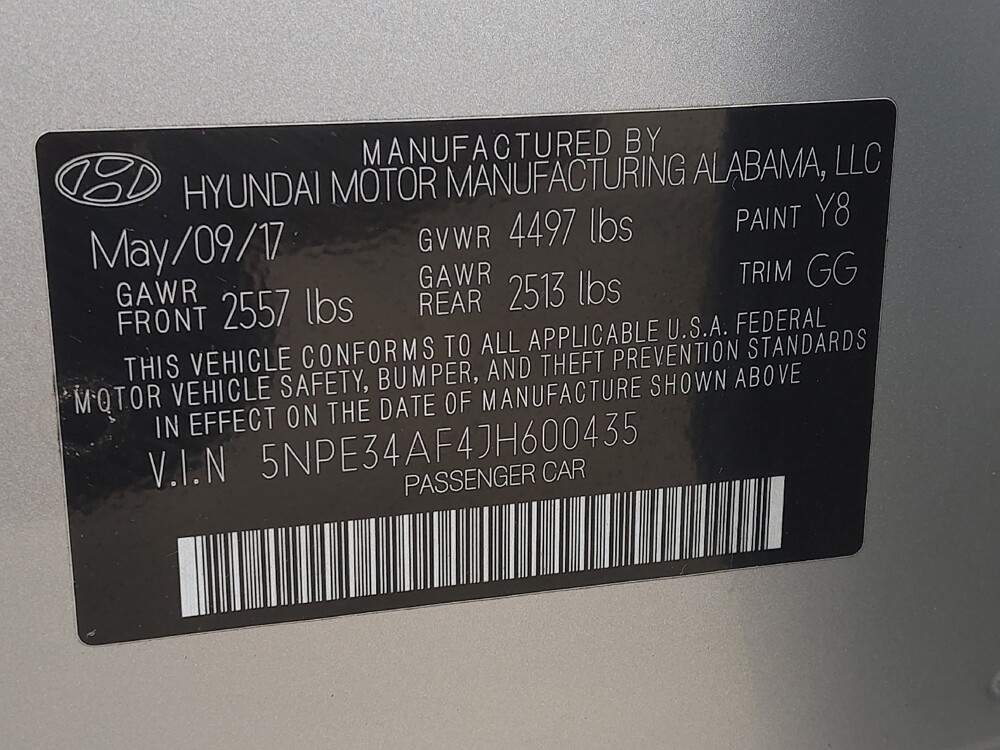 MANUFACTURED BY
HYUNDAI MOTOR MANUFACTURING ALABAMA, LLC
May/09/17 GVWR 4497 lbs PAINT Y8
GAWR FRONT 2557 lbs GAWR REAR 2513 lbs TRIM GG
THIS VEHICLE CONFORMS TO ALL APPLICABLE U.S.A. FEDERAL
MOTOR VEHICLE SAFETY, BUMPER, AND THEFT PREVENTION STANDARDS
IN EFFECT ON THE DATE OF MANUFACTURE SHOWN ABOVE
V.I.N 5NPE34AF4JH600435
PASSENGER CAR